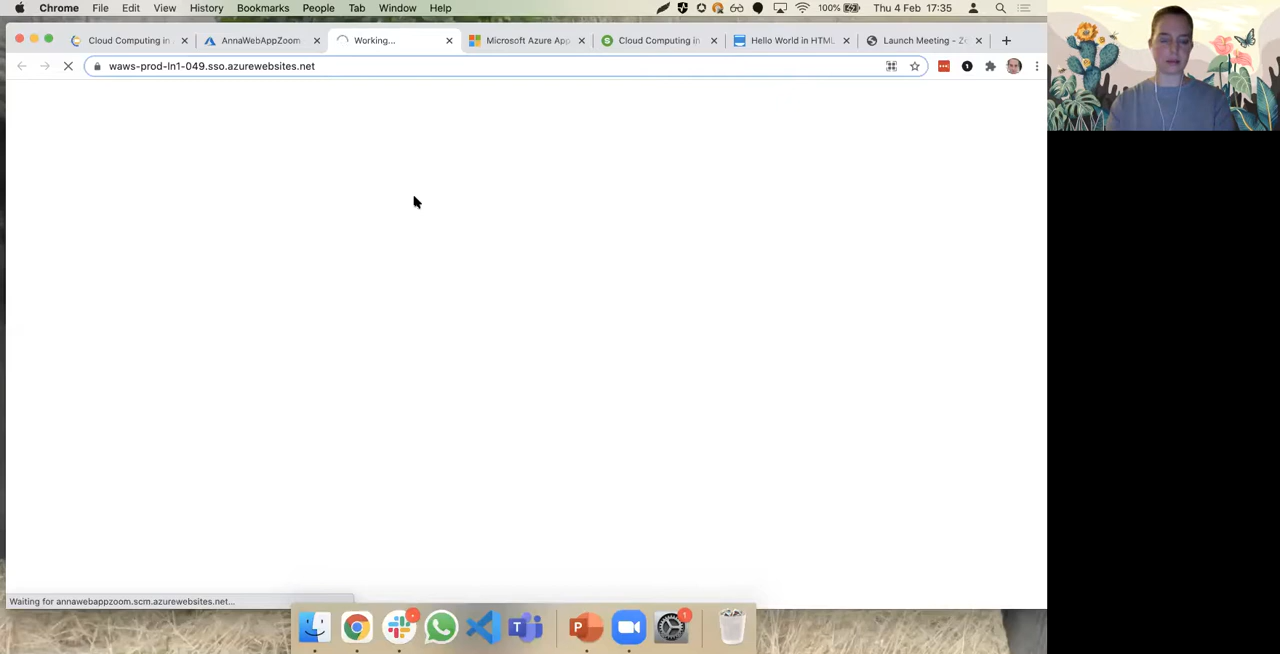 Chrome File Edit View History Bookmarks People Tab Window Help 100% Thu 4 Feb 17:35
Cloud Computing in AnnaWebAppZoom Working... Microsoft Azure App Cloud Computing in Hello World in HTML Launch Meeting - Z
waws-prod-ln1-049.sso.azurewebsites.net
Waiting for annawebappzoom.scm.azurewebsites.net...
1